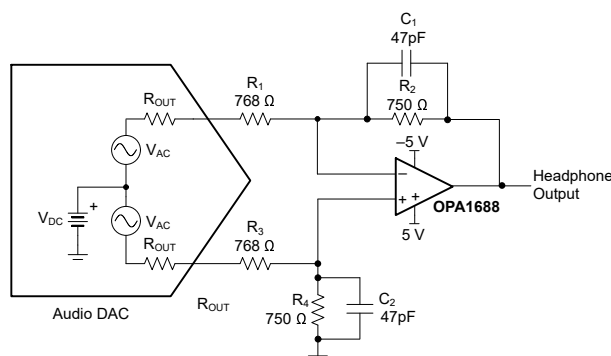 C1
47pF
R1
768 Ω
R2
750 Ω
ROUT
VAC
–5 V
–
+
+
OPA1688
5 V
Headphone
Output
VDC
+
VAC
ROUT
R3
768 Ω
Audio DAC
ROUT
R4
750 Ω
C2
47pF